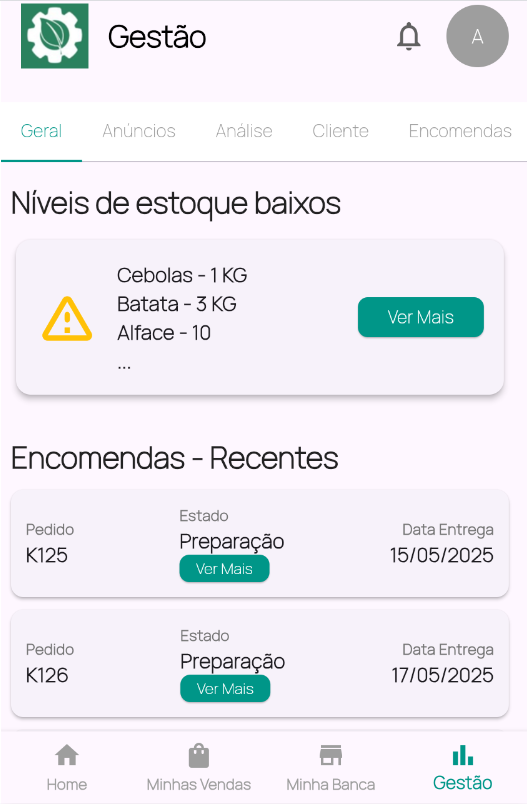 Gestão
A
Geral Anúncios Análise Cliente Encomendas
Níveis de estoque baixos
Cebolas - 1 KG
Batata - 3 KG
Alface - 10
...
Ver Mais
Encomendas - Recentes
Pedido
K125
Estado
Preparação
Ver Mais
Data Entrega
15/05/2025
Pedido
K126
Estado
Preparação
Ver Mais
Data Entrega
17/05/2025
Home Minhas Vendas Minha Banca Gestão